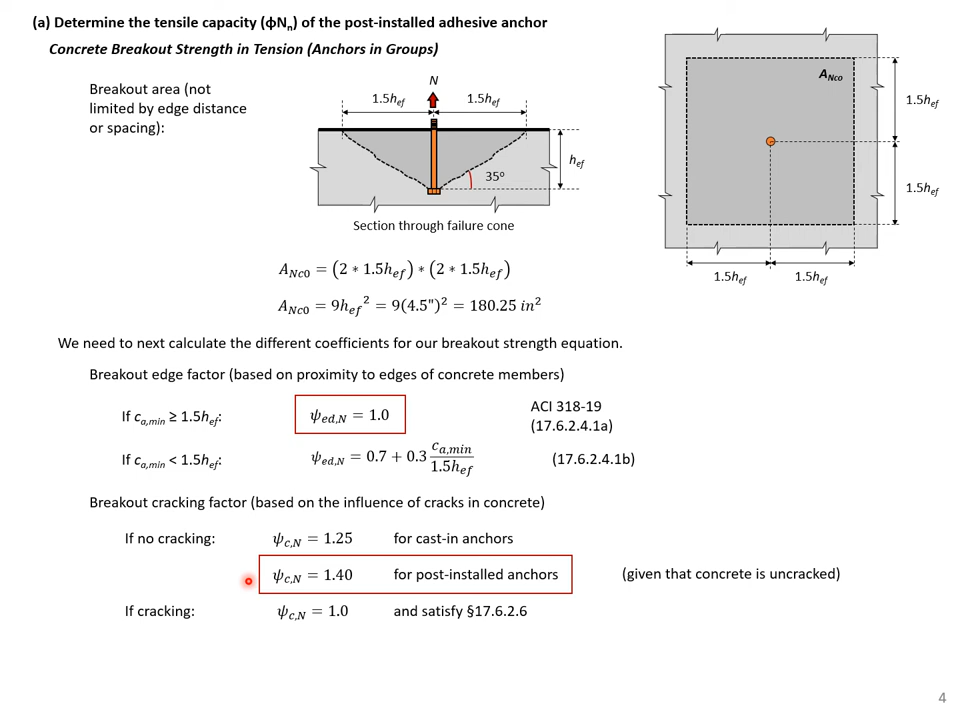 (a) Determine the tensile capacity (ϕNn) of the post-installed adhesive anchor
Concrete Breakout Strength in Tension (Anchors in Groups)
Breakout area (not
limited by edge distance
or spacing):
N
1.5hef 1.5hef
hef
35o
Section through failure cone
ANco
1.5hef
1.5hef
1.5hef 1.5hef
ANC0 = (2 * 1.5hef) * (2 * 1.5hef)
ANC0 = 9hef² = 9(4.5")² = 180.25 in²
We need to next calculate the different coefficients for our breakout strength equation.
Breakout edge factor (based on proximity to edges of concrete members)
If ca,min ≥ 1.5hef: ψed,N = 1.0 ACI 318-19
(17.6.2.4.1a)
If ca,min < 1.5hef: ψed,N = 0.7 + 0.3 ca,min/1.5hef (17.6.2.4.1b)
Breakout cracking factor (based on the influence of cracks in concrete)
If no cracking: ψc,N = 1.25 for cast-in anchors
ψc,N = 1.40 for post-installed anchors (given that concrete is uncracked)
If cracking: ψc,N = 1.0 and satisfy §17.6.2.6
4